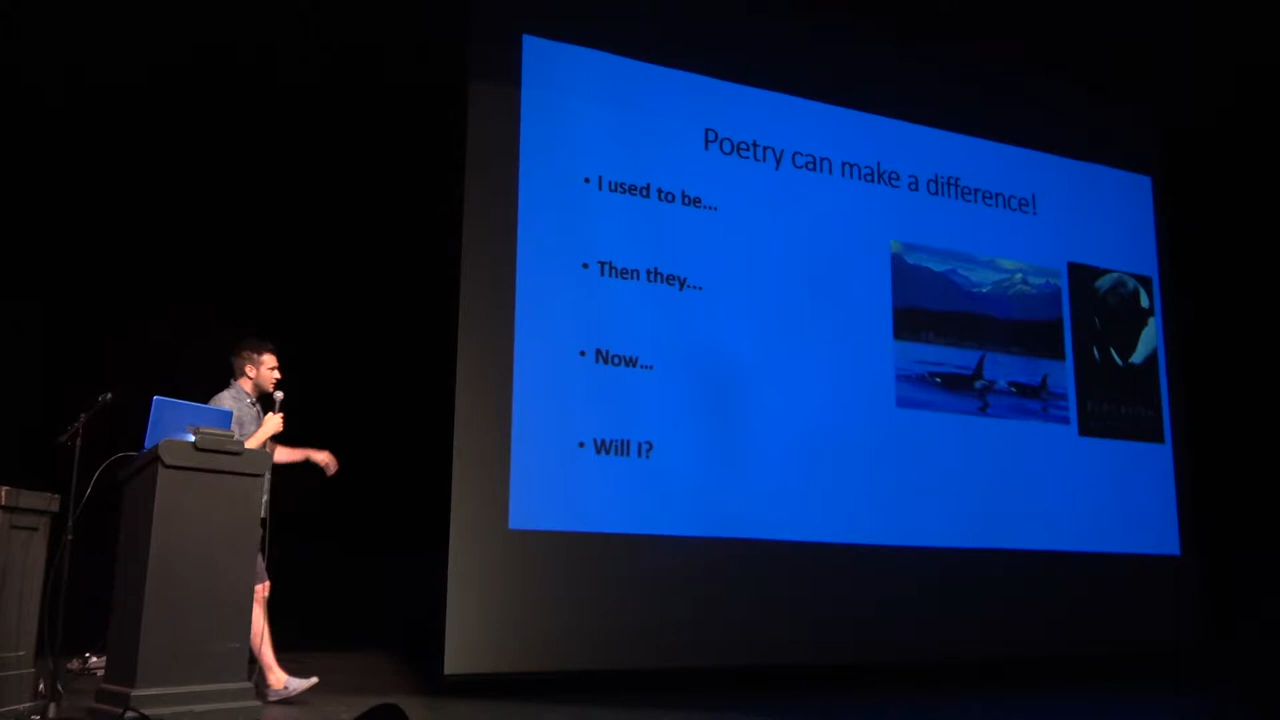 Poetry can make a difference!
• I used to be...
• Then they...
• Now...
• Will I?